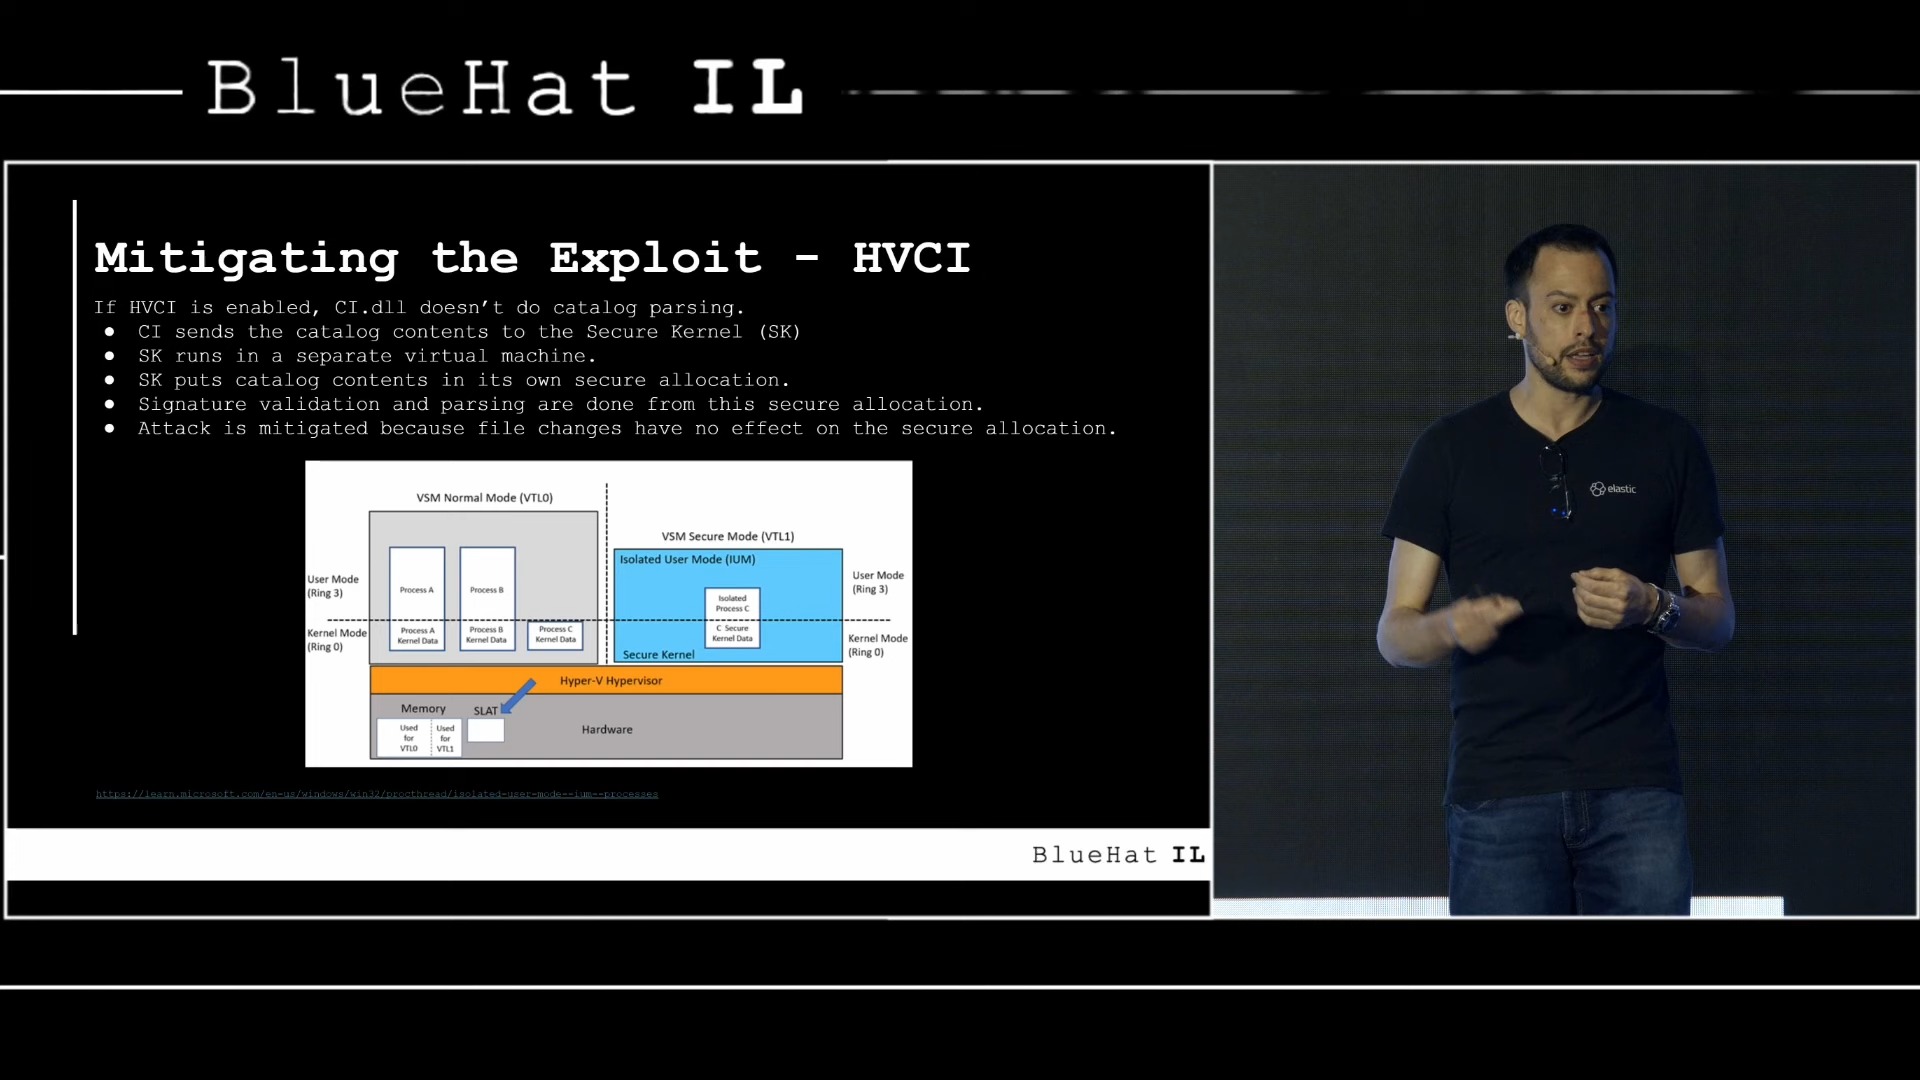 BlueHat IL
Mitigating the Exploit - HVCI
If HVCI is enabled, CI.dll doesn’t do catalog parsing.
● CI sends the catalog contents to the Secure Kernel (SK)
● SK runs in a separate virtual machine.
● SK puts catalog contents in its own secure allocation.
● Signature validation and parsing are done from this secure allocation.
● Attack is mitigated because file changes have no effect on the secure allocation.
VSM Normal Mode (VTL0)
VSM Secure Mode (VTL1)
Isolated User Mode (IUM)
User Mode
(Ring 3)
Process A
Process B
Isolated
Process C
User Mode
(Ring 3)
Kernel Mode
(Ring 0)
Process A
Kernel Data
Process B
Kernel Data
Process C
Kernel Data
C Secure
Kernel Data
Kernel Mode
(Ring 0)
Secure Kernel
Hyper-V Hypervisor
Memory
SLAT
Used
for
VTL0
Used
for
VTL1
Hardware
https://learn.microsoft.com/en-us/windows/win32/procthread/isolated-user-mode--ium--processes
BlueHat IL
elastic